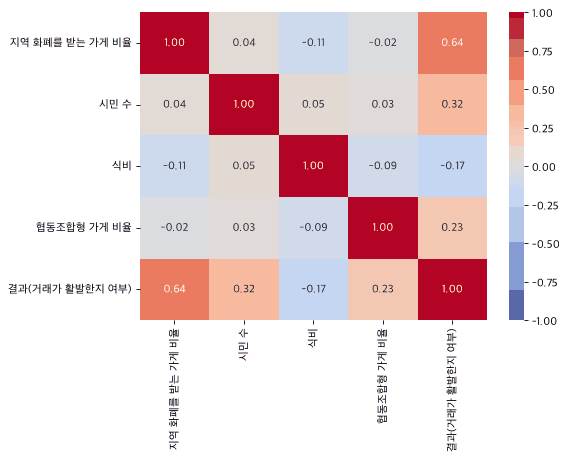 지역 화폐를 받는 가게 비율 1.00 0.04 -0.11 -0.02 0.64
시민 수 0.04 1.00 0.05 0.03 0.32
식비 -0.11 0.05 1.00 -0.09 -0.17
협동조합형 가게 비율 -0.02 0.03 -0.09 1.00 0.23
결과(거래가 활발한지 여부) 0.64 0.32 -0.17 0.23 1.00
지역 화폐를 받는 가게 비율
시민 수
식비
협동조합형 가게 비율
결과(거래가 활발한지 여부)
1.00
0.75
0.50
0.25
0.00
-0.25
-0.50
-0.75
-1.00